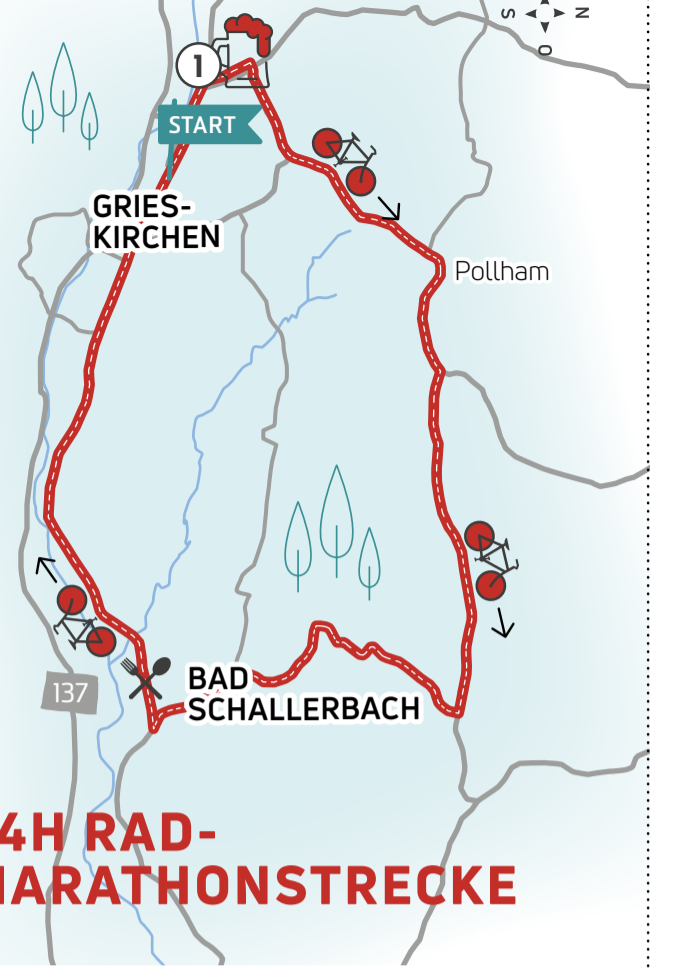 S
N
O
1
START
GRIES-
KIRCHEN
Pollham
BAD
SCHALLERBACH
137
4H RAD-
ARATHONSTRECKE